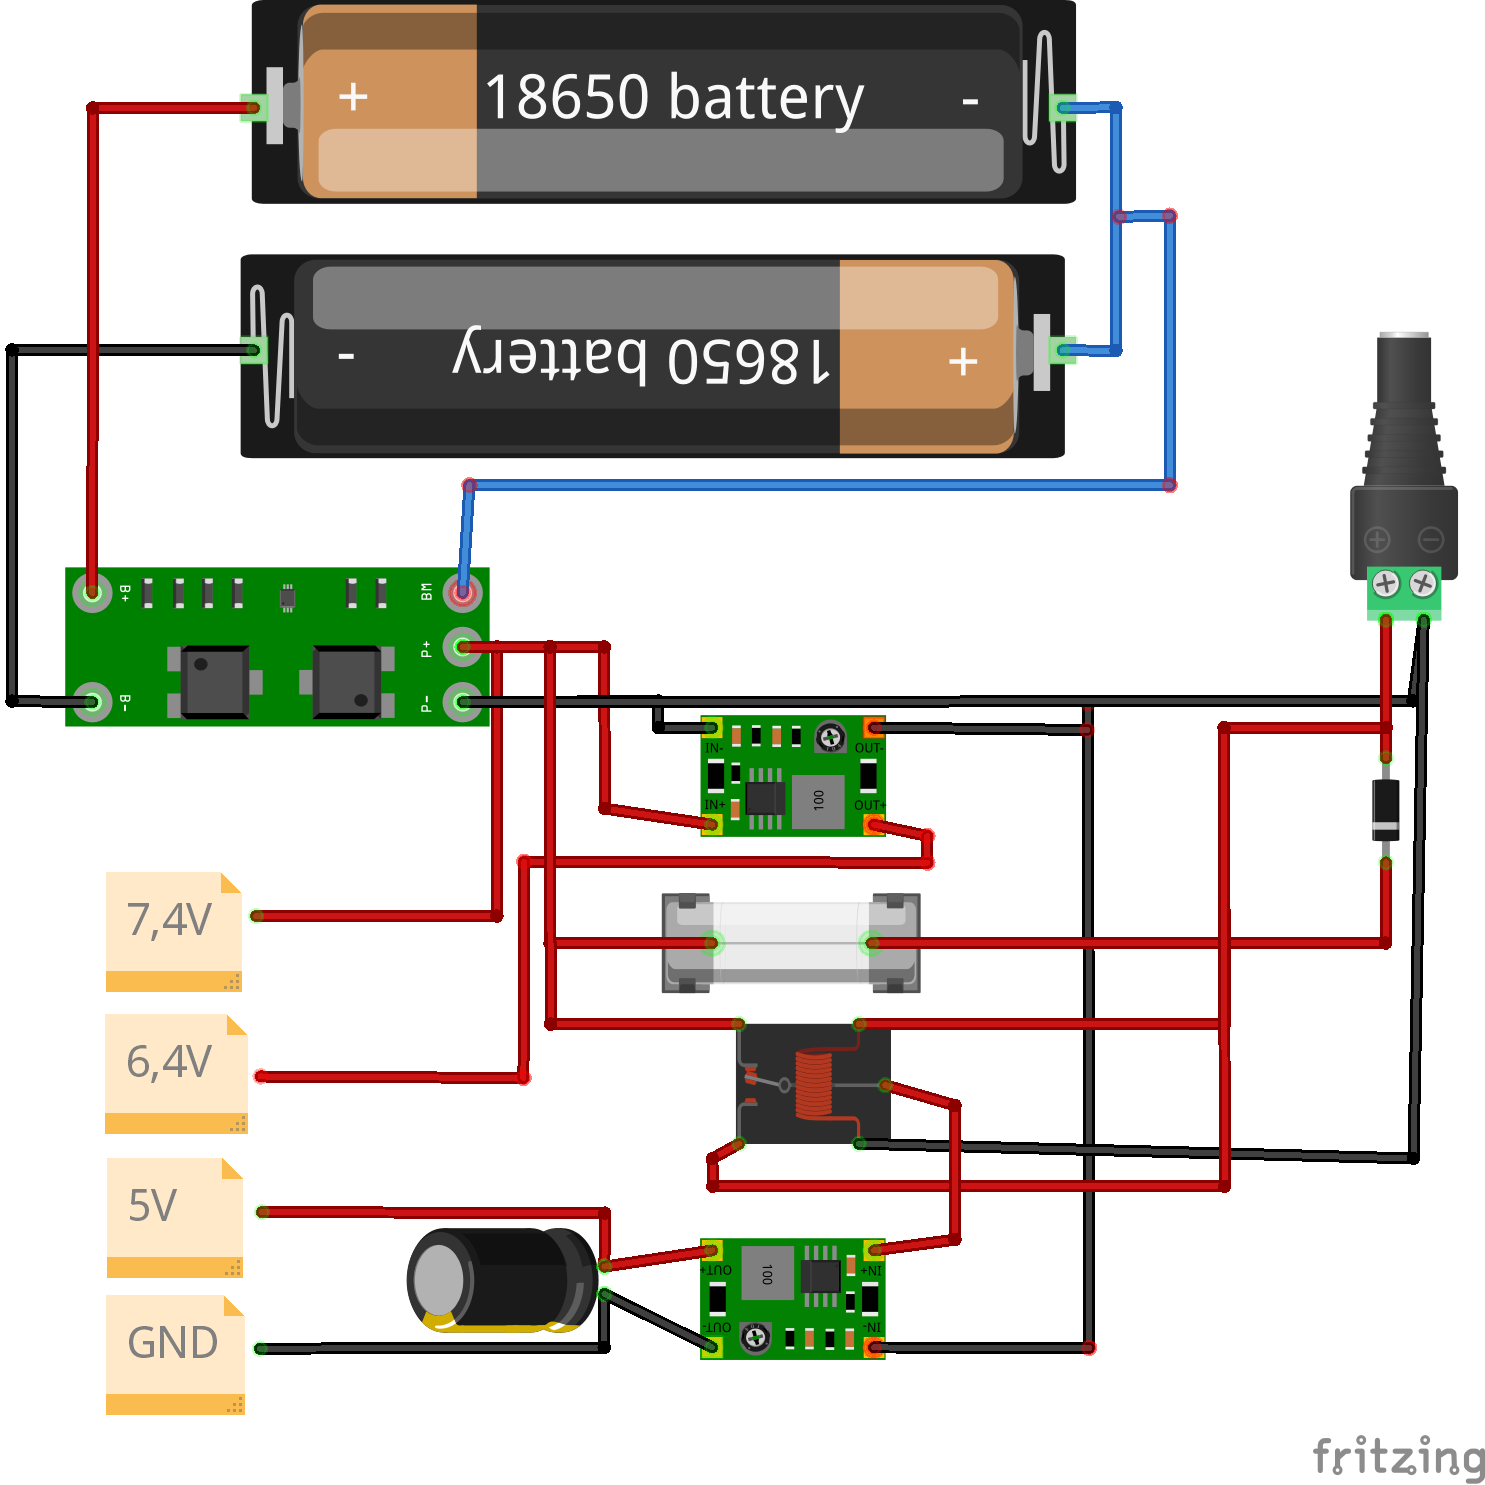 + 18650 battery -
- 18650 battery +
B+
BM
P+
B-
P-
IN- OUT-
IN+ 100 OUT+
7,4V
6,4V
5V
GND
OUT+ 100 IN+
OUT- IN-
fritzing